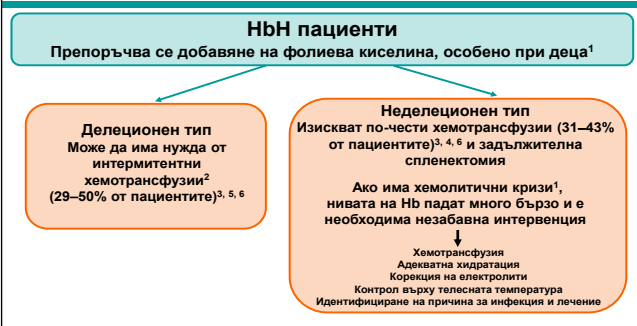 HbH пациенти
Препоръчва се добавяне на фолиева киселина, особено при деца¹
Делеционен тип
Може да има нужда от
интермитентни
хемотрансфузии²
(29–50% от пациентите)³, ⁵, ⁶
Неделеционен тип
Изискват по-чести хемотрансфузии (31–43%
от пациентите)³, ⁴, ⁶ и задължителна
спленектомия
Ако има хемолитични кризи¹,
нивата на Hb падат много бързо и е
необходима незабавна интервенция
Хемотрансфузия
Адекватна хидратация
Корекция на електролити
Контрол върху телесната температура
Идентифициране на причина за инфекция и лечение